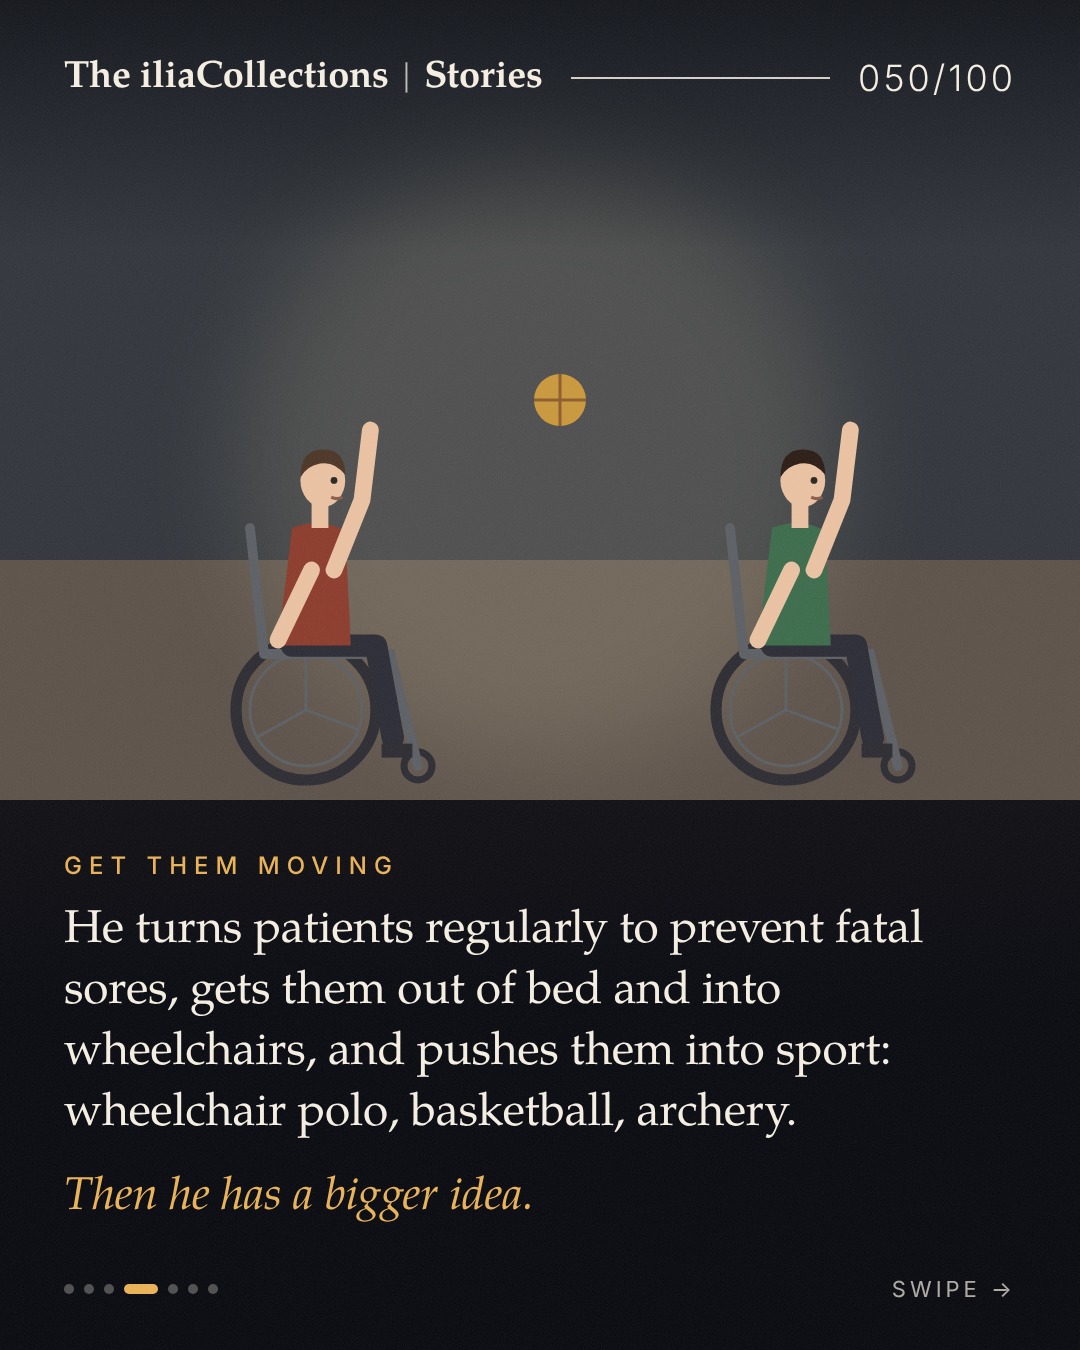 The iliaCollections | Stories 050/100
GET THEM MOVING
He turns patients regularly to prevent fatal
sores, gets them out of bed and into
wheelchairs, and pushes them into sport:
wheelchair polo, basketball, archery.
Then he has a bigger idea.
SWIPE →